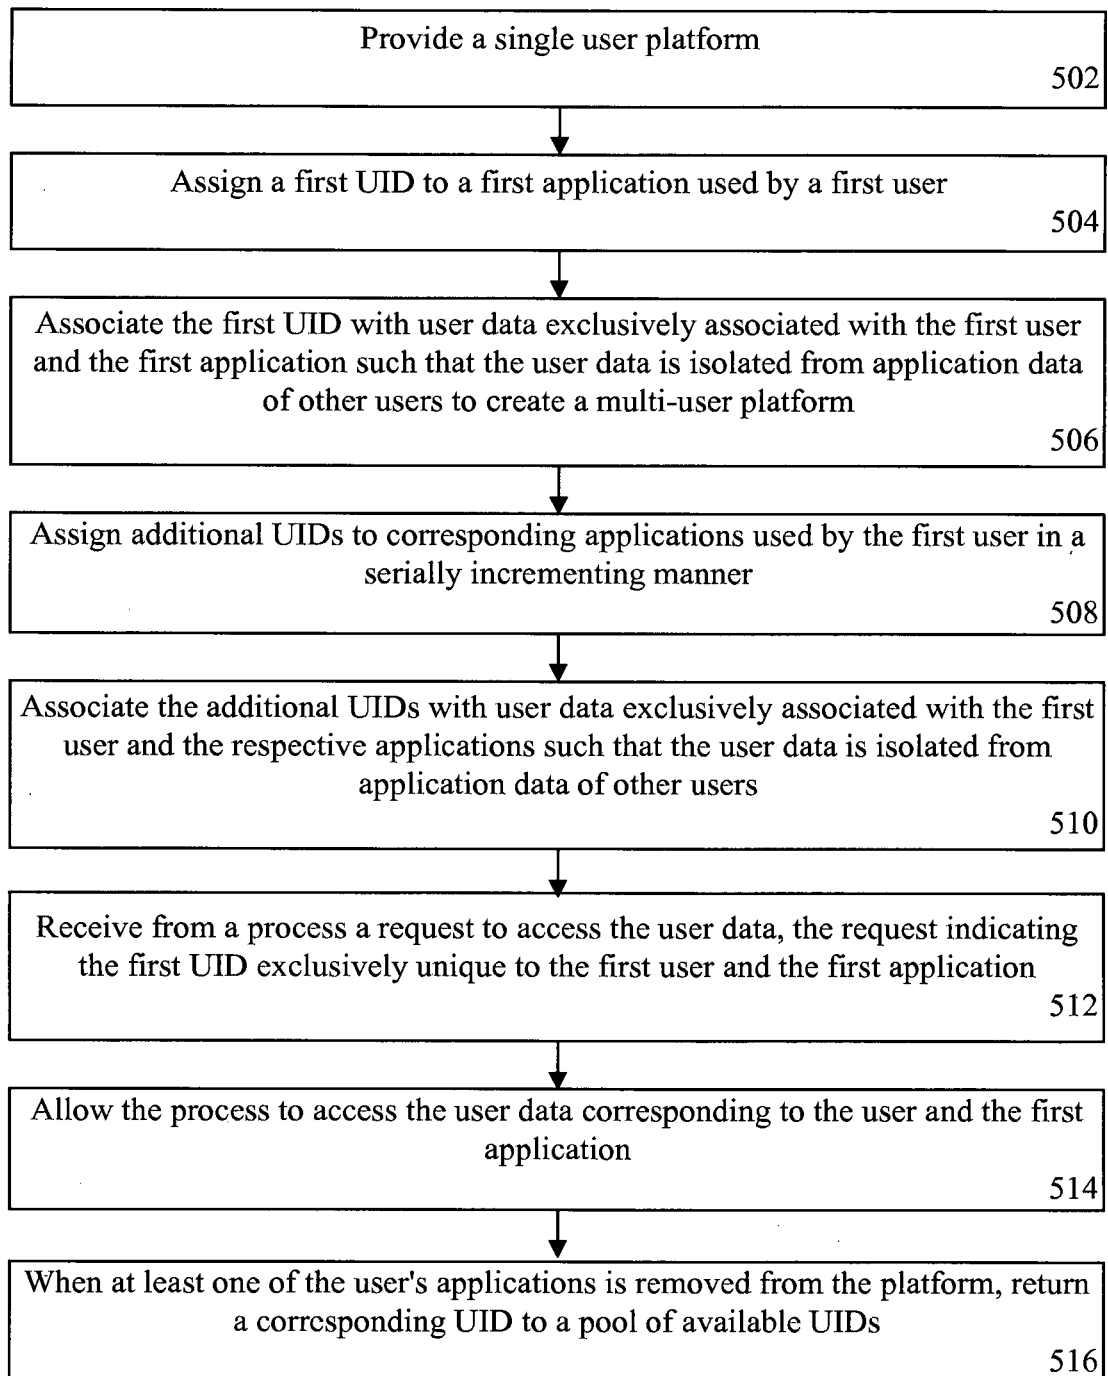 Provide a single user platform
502
Assign a first UID to a first application used by a first user
504
Associate the first UID with user data exclusively associated with the first user
and the first application such that the user data is isolated from application data
of other users to create a multi-user platform
506
Assign additional UIDs to corresponding applications used by the first user in a
serially incrementing manner
508
Associate the additional UIDs with user data exclusively associated with the first
user and the respective applications such that the user data is isolated from
application data of other users
510
Receive from a process a request to access the user data, the request indicating
the first UID exclusively unique to the first user and the first application
512
Allow the process to access the user data corresponding to the user and the first
application
514
When at least one of the user's applications is removed from the platform, return
a corresponding UID to a pool of available UIDs
516